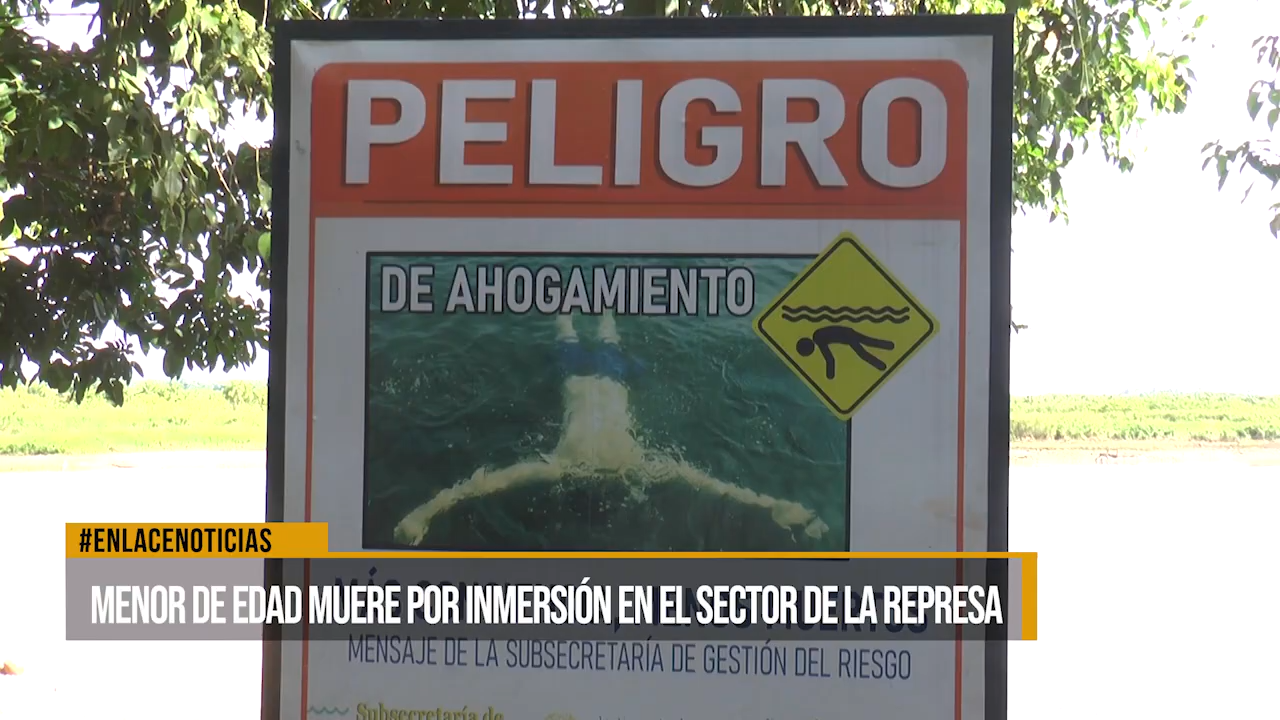 PELIGRO
DE AHOGAMIENTO
#ENLACENOTICIAS
MENOR DE EDAD MUERE POR INMERSIÓN EN EL SECTOR DE LA REPRESA
MENSAJE DE LA SUBSECRETARÍA DE GESTIÓN DEL RIESGO
Subsecretaría de